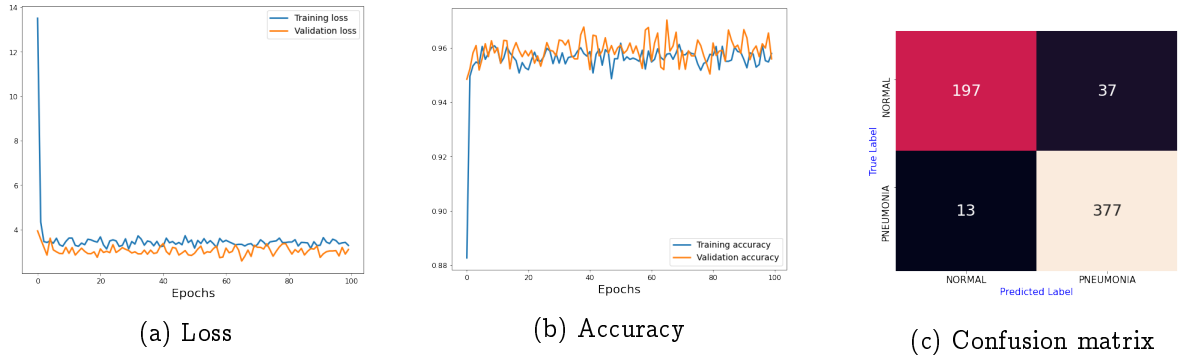 14
12
10
8
6
4
0
20
40
60
80
100
Training loss
Validation loss
Epochs
(a) Loss
0.96
0.94
0.92
0.90
0.88
0
20
40
60
80
100
Training accuracy
Validation accuracy
Epochs
(b) Accuracy
True Label
NORMAL
PNEUMONIA
197
37
13
377
NORMAL
PNEUMONIA
Predicted Label
(c) Confusion matrix